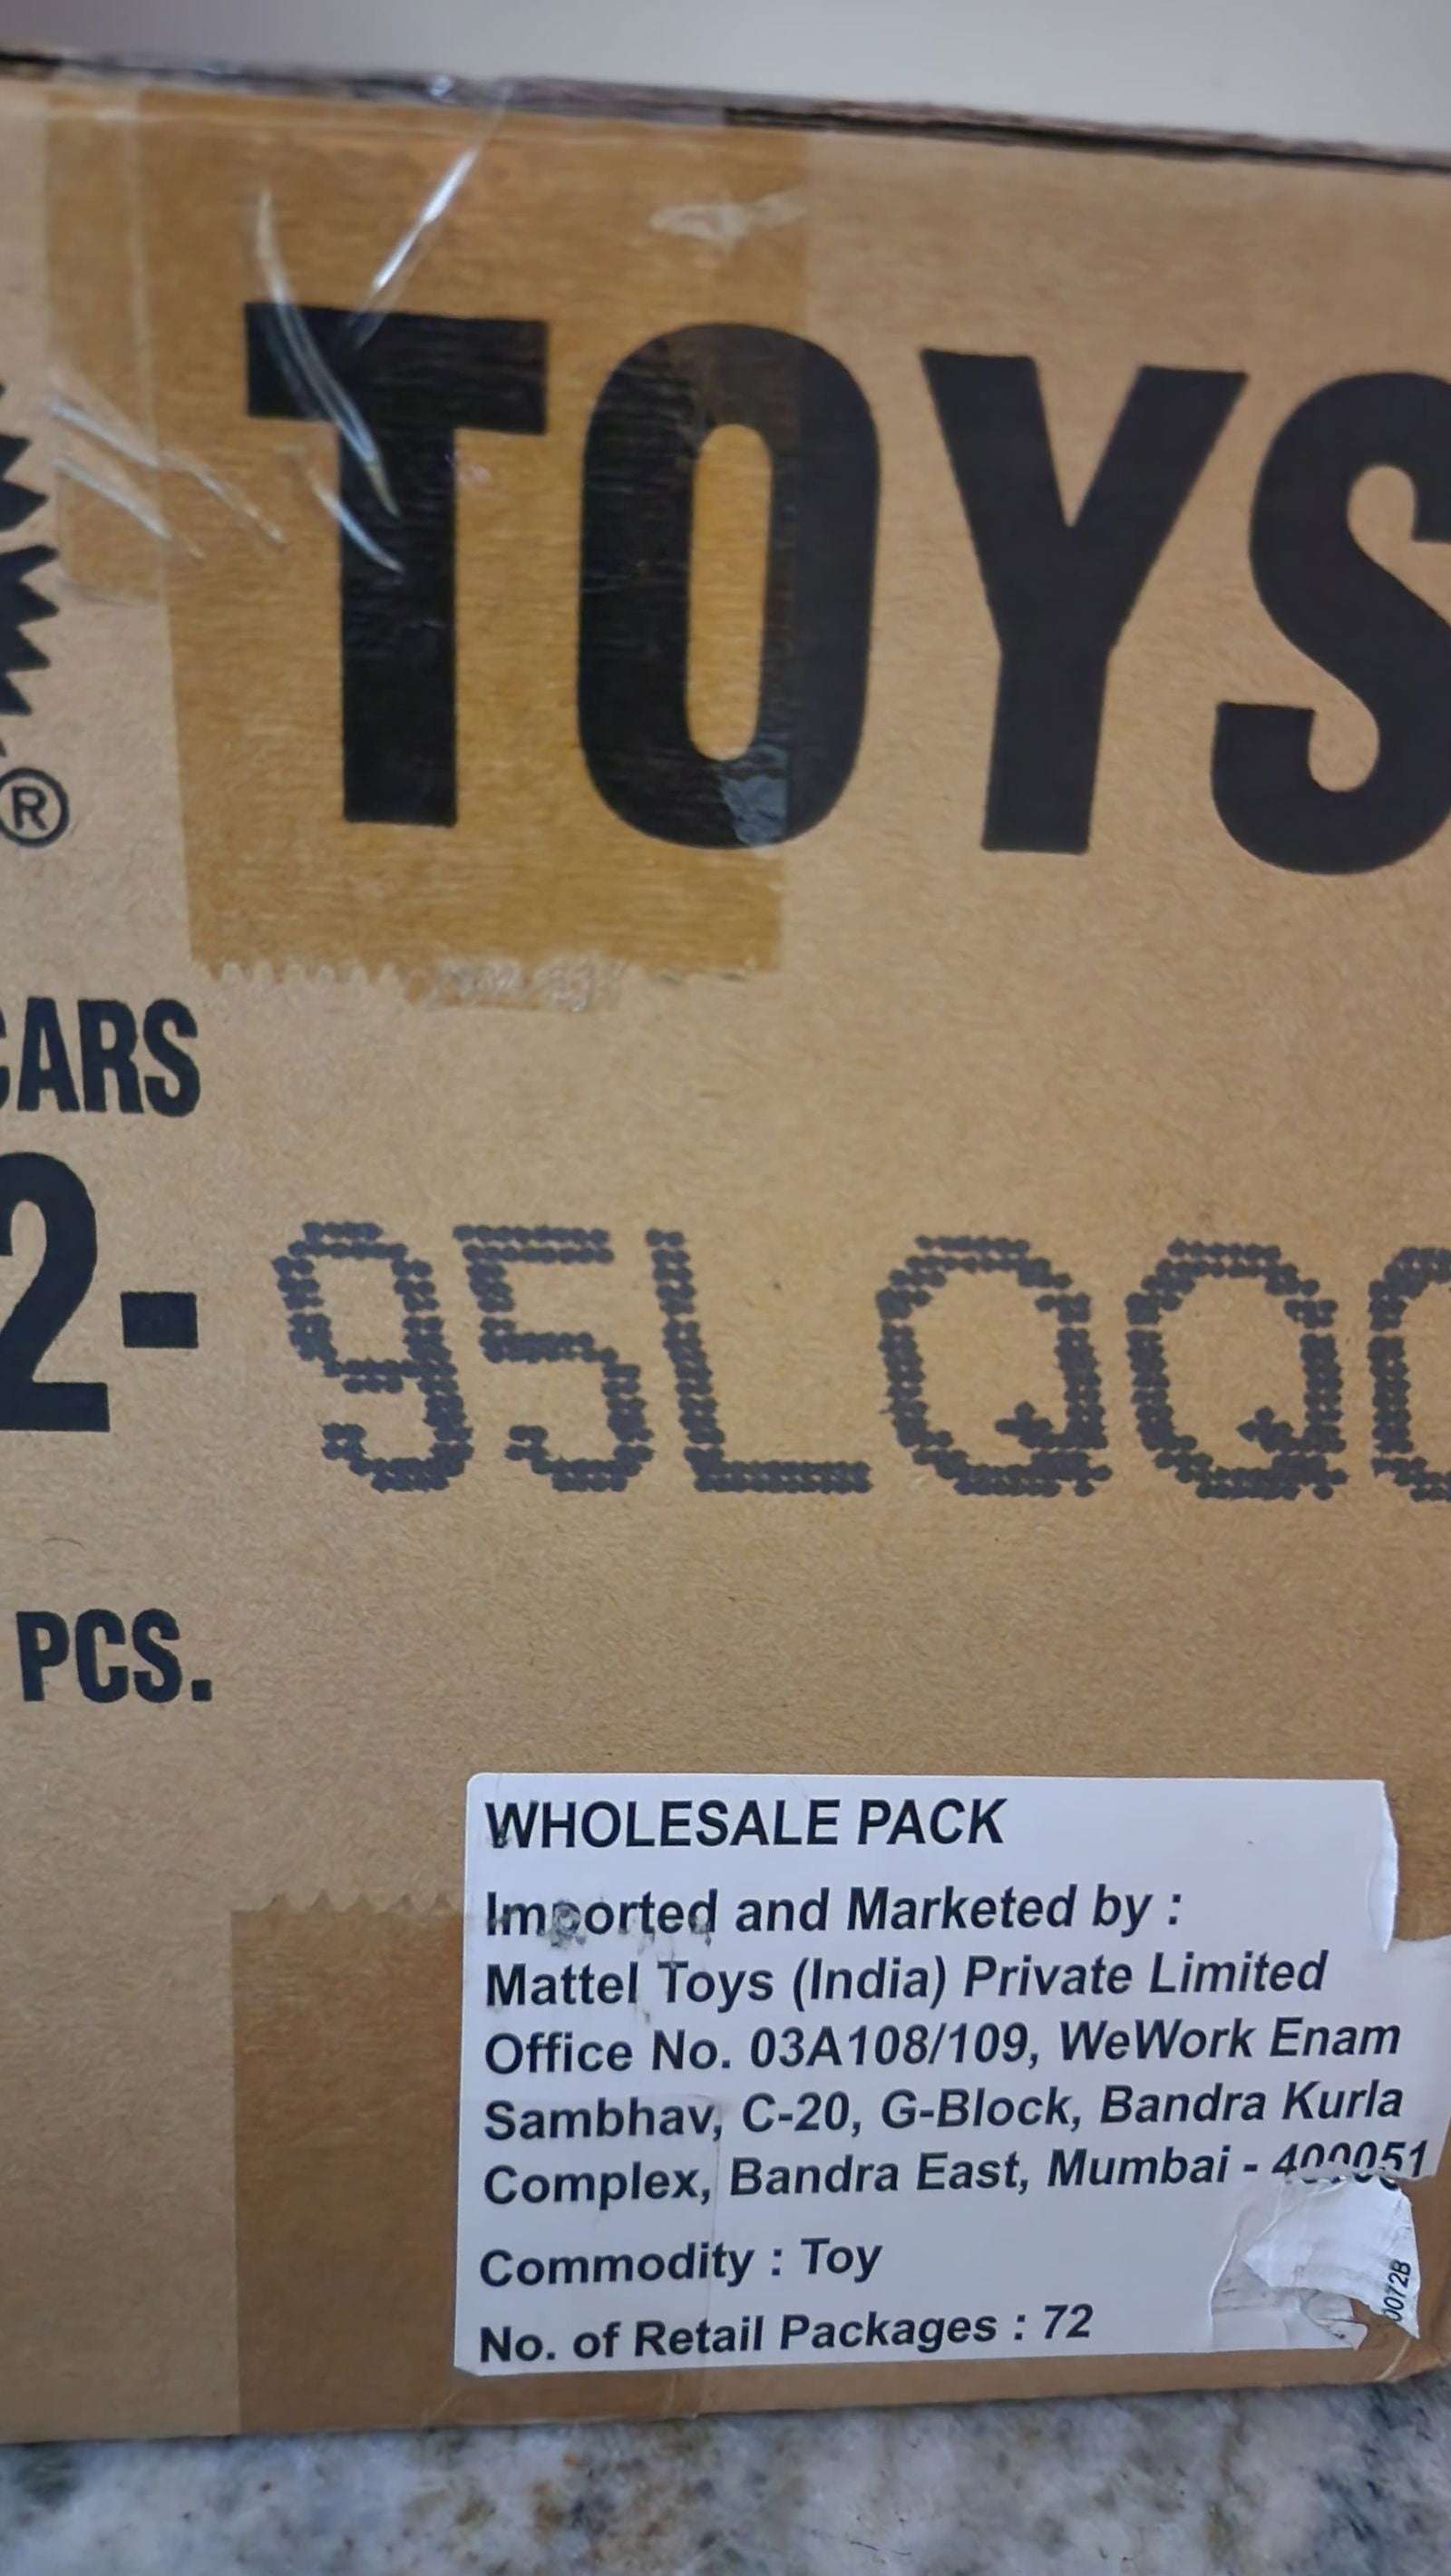 TOYS
®
CARS
2-95LQQ
PCS.
WHOLESALE PACK
Imported and Marketed by :
Mattel Toys (India) Private Limited
Office No. 03A108/109, WeWork Enam
Sambhav, C-20, G-Block, Bandra Kurla
Complex, Bandra East, Mumbai - 400051
Commodity : Toy
No. of Retail Packages : 72
0072B